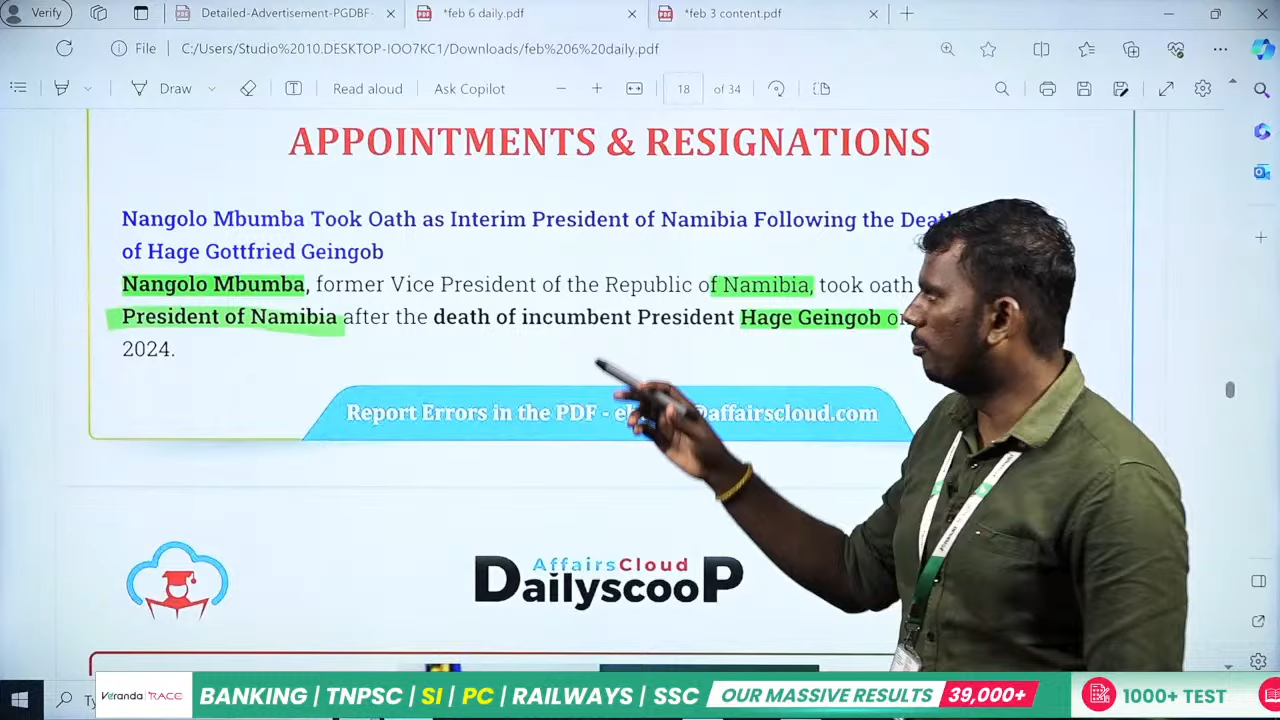 Verify
Detailed-Advertisement-PGDBF-
*feb 6 daily.pdf
*feb 3 content.pdf
File
C:/Users/Studio%2010.DESKTOP-IOO7KC1/Downloads/feb%206%20daily.pdf
Draw
Read aloud
Ask Copilot
18 of 34
APPOINTMENTS & RESIGNATIONS
Nangolo Mbumba Took Oath as Interim President of Namibia Following the Death
of Hage Gottfried Geingob
Nangolo Mbumba, former Vice President of the Republic of Namibia, took oath
President of Namibia after the death of incumbent President Hage Geingob
2024.
Report Errors in the PDF - @affairscloud.com
AffairsCloud
DailyscooP
Veranda RACE
BANKING | TNPSC | SI | PC | RAILWAYS | SSC
OUR MASSIVE RESULTS 39,000+
1000+ TEST